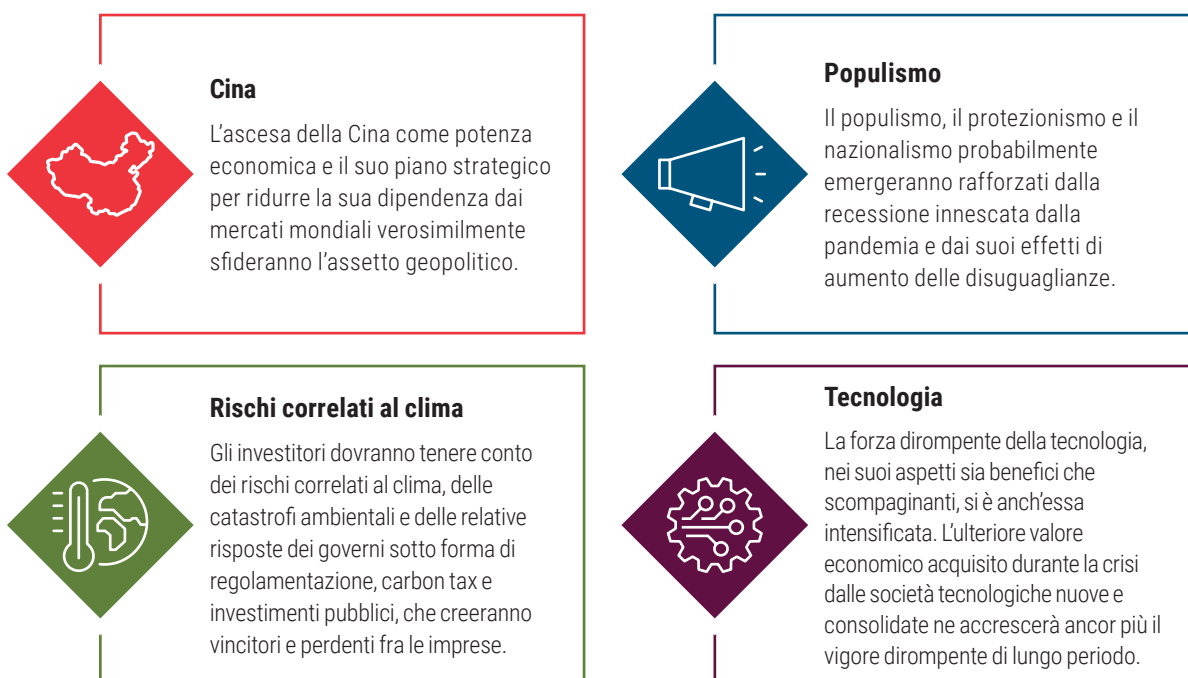 Cina
L’ascesa della Cina come potenza
economica e il suo piano strategico
per ridurre la sua dipendenza dai
mercati mondiali verosimilmente
sfideranno l’assetto geopolitico.
Populismo
Il populismo, il protezionismo e il
nazionalismo probabilmente
emergeranno rafforzati dalla
recessione innescata dalla
pandemia e dai suoi effetti di
aumento delle disuguaglianze.
Rischi correlati al clima
Gli investitori dovranno tenere conto
dei rischi correlati al clima, delle
catastrofi ambientali e delle relative
risposte dei governi sotto forma di
regolamentazione, carbon tax e
investimenti pubblici, che creeranno
vincitori e perdenti fra le imprese.
Tecnologia
La forza dirompente della tecnologia,
nei suoi aspetti sia benefici che
scompaginanti, si è anch’essa
intensificata. L’ulteriore valore
economico acquisito durante la crisi
dalle società tecnologiche nuove e
consolidate ne accrescerà ancor più il
vigore dirompente di lungo periodo.